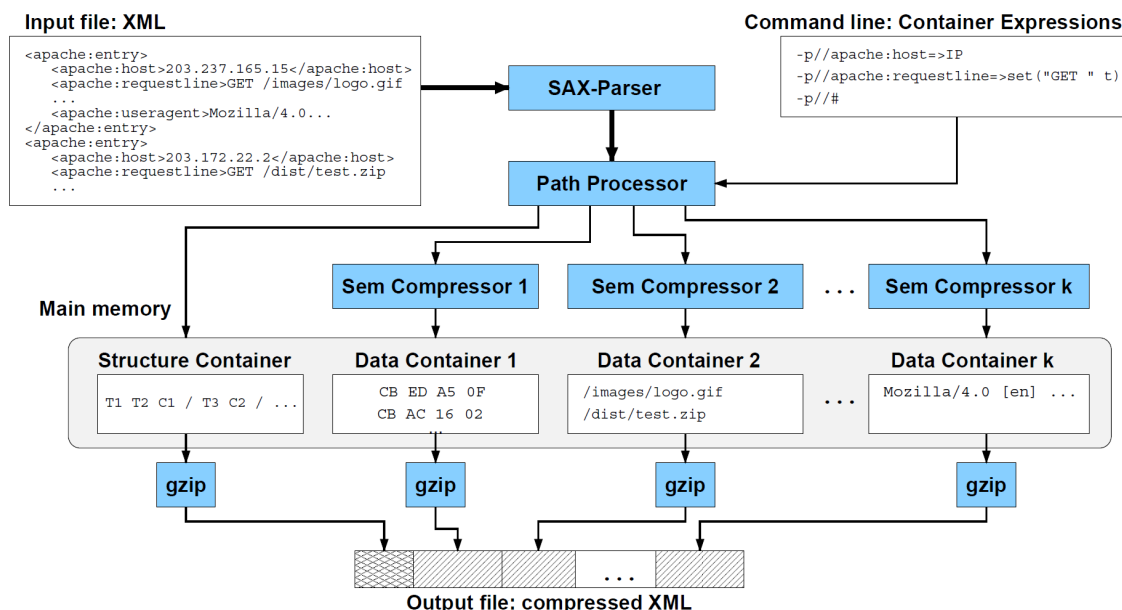 Input file: XML
Command line: Container Expressions
<apache:entry>
<apache:host>203.237.165.15</apache:host>
<apache:requestline>GET /images/logo.gif
...
<apache:useragent>Mozilla/4.0...
</apache:entry>
<apache:entry>
<apache:host>203.172.22.2</apache:host>
<apache:requestline>GET /dist/test.zip
...
-p//apache:host=>IP
-p//apache:requestline=>set("GET " t)
-p//#
SAX-Parser
Path Processor
Sem Compressor 1
Sem Compressor 2
...
Sem Compressor k
Main memory
Structure Container
Data Container 1
Data Container 2
Data Container k
T1 T2 C1 / T3 C2 / ...
CB ED A5 0F
CB AC 16 02
...
/images/logo.gif
/dist/test.zip
...
Mozilla/4.0 [en] ...
gzip
gzip
gzip
gzip
...
Output file: compressed XML